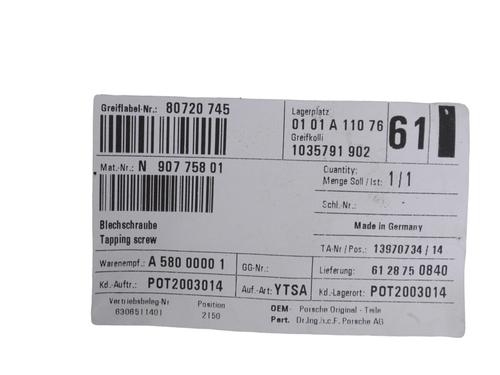 Greiflabel-Nr.: 80720 745
Lagerplatz
01 01 A 110 76
Greifkolli
1035791 902
61
Mat.-Nr.: N 907 758 01
Quantity:
Menge Soll / Ist: 1/1
Schl.-Nr.:
Blechschraube
Tapping screw
Made in Germany
TA-Nr / Pos.: 13970734 / 14
Warenempf.: A 580 0000 1
GG-Nr.:
Lieferung: 61 28 75 0840
Kd.-Auftr.: POT2003014
Auf.-Art: YTSA
Kd.-Lagerort: POT2003014
Vertriebsbeleg-Nr
6306511401
Position
2150
OEM- Porsche Original - Teile
Part. Dr.Ing.h.c.F. Porsche AG